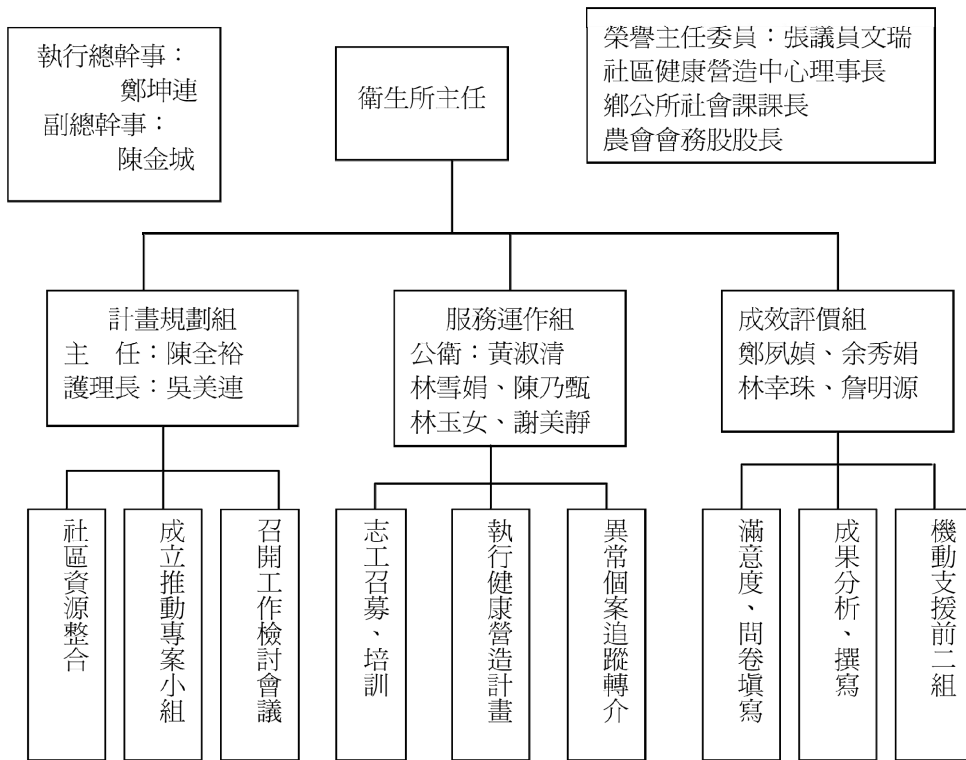 執行總幹事：
鄭坤連
副總幹事：
陳金城
衛生所主任
榮譽主任委員：張議員文瑞
社區健康營造中心理事長
鄉公所社會課課長
農會會務股股長
計畫規劃組
主　任：陳全裕
護理長：吳美連
服務運作組
公衛：黃淑清
林雪娟、陳乃甄
林玉女、謝美靜
成效評價組
鄭夙媜、余秀娟
林幸珠、詹明源
社區資源整合
成立推動專案小組
召開工作檢討會議
志工召募、培訓
執行健康營造計畫
異常個案追蹤轉介
滿意度、問卷填寫
成果分析、撰寫
機動支援前二組